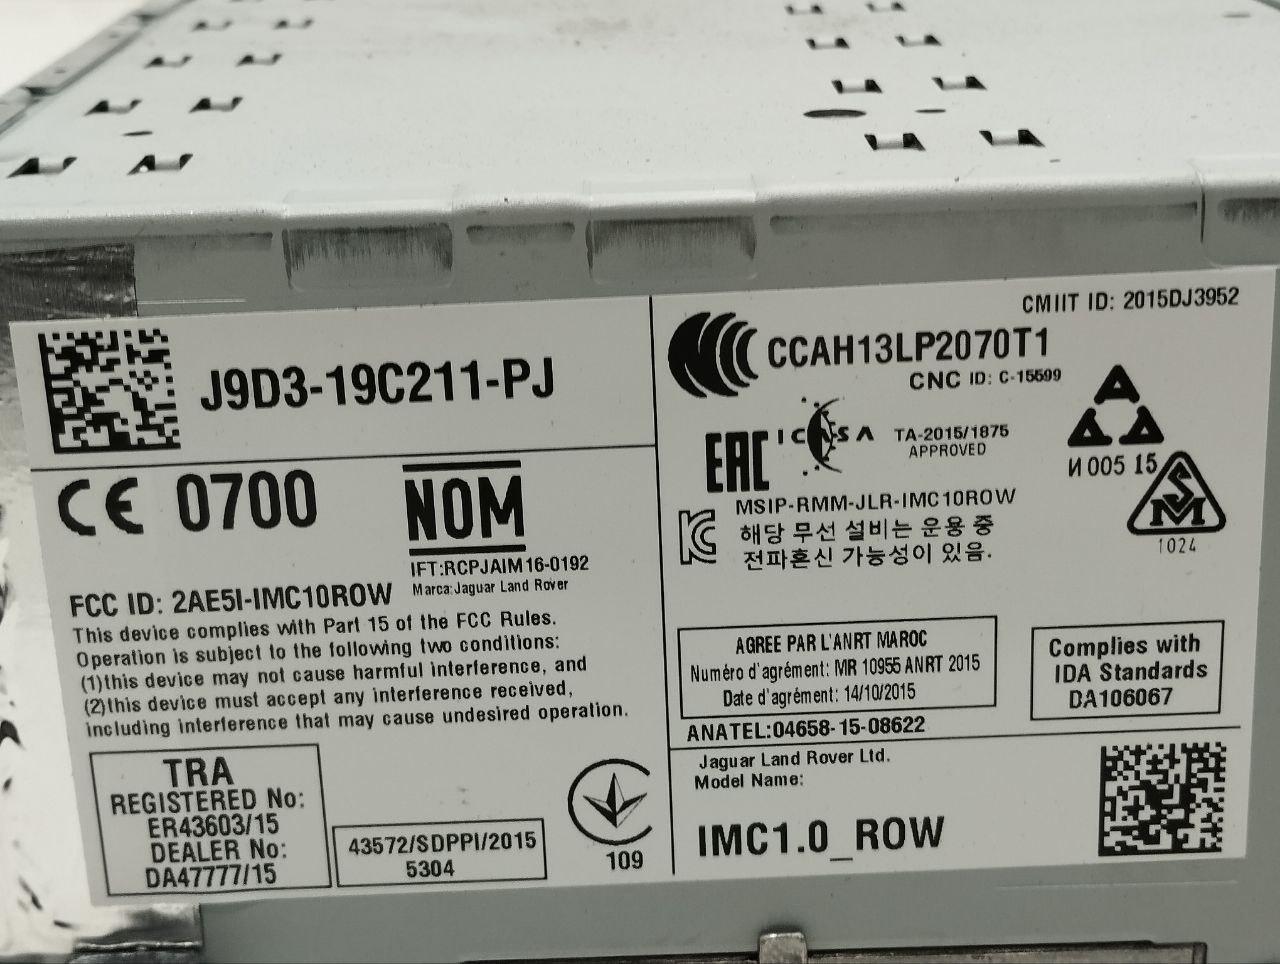 J9D3-19C211-PJ
CE 0700
NOM
IFT:RCPJAIM16-0192
Marca:Jaguar Land Rover
FCC ID: 2AE5I-IMC10ROW
This device complies with Part 15 of the FCC Rules.
Operation is subject to the following two conditions:
(1)this device may not cause harmful interference, and
(2)this device must accept any interference received,
including interference that may cause undesired operation.
TRA
REGISTERED No:
ER43603/15
DEALER No:
DA47777/15
43572/SDPPI/2015
5304
109
CMIIT ID: 2015DJ3952
CCC
CCAH13LP2070T1
CNC ID: C-15599
EAC
ICASA
TA-2015/1875
APPROVED
И 005 15
MSIP-RMM-JLR-IMC10ROW
해당 무선 설비는 운용 중
전파혼신 가능성이 있음.
SM
1024
AGREE PAR L'ANRT MAROC
Numéro d'agrément: MR 10955 ANRT 2015
Date d'agrément: 14/10/2015
Complies with
IDA Standards
DA106067
ANATEL:04658-15-08622
Jaguar Land Rover Ltd.
Model Name:
IMC1.0_ROW